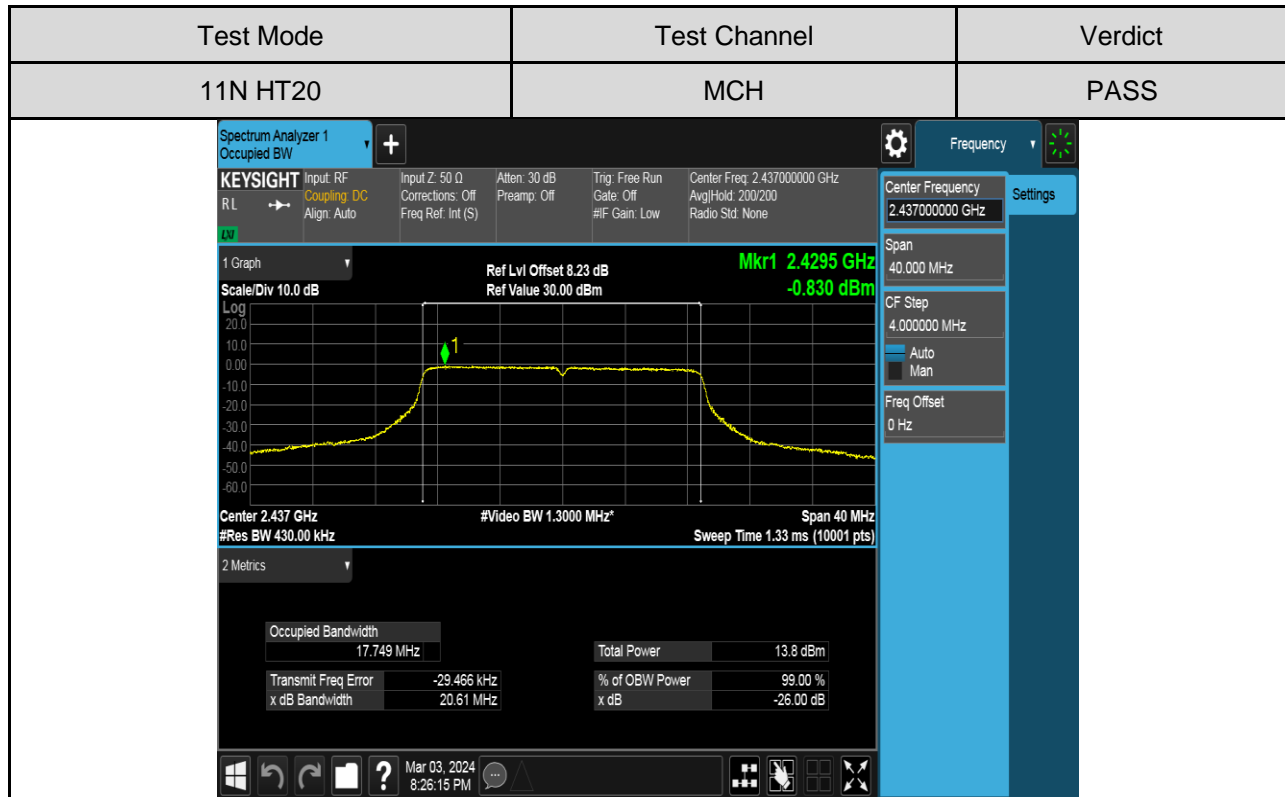 Test Mode Test Channel Verdict
11N HT20 MCH PASS
Spectrum Analyzer 1
Occupied BW
+
Frequency
KEYSIGHT
RL
LXI
Input: RF
Coupling: DC
Align: Auto
Input Z: 50 Ω
Corrections: Off
Freq Ref: Int (S)
Atten: 30 dB
Preamp: Off
Trig: Free Run
Gate: Off
#IF Gain: Low
Center Freq: 2.437000000 GHz
Avg|Hold: 200/200
Radio Std: None
Center Frequency
2.437000000 GHz
Settings
Span
40.000 MHz
CF Step
4.000000 MHz
Auto
Man
Freq Offset
0 Hz
1 Graph
Scale/Div 10.0 dB
Ref Lvl Offset 8.23 dB
Ref Value 30.00 dBm
Mkr1 2.4295 GHz
-0.830 dBm
Log
20.0
10.0
0.00
-10.0
-20.0
-30.0
-40.0
-50.0
-60.0
1
Center 2.437 GHz #Video BW 1.3000 MHz* Span 40 MHz
#Res BW 430.00 kHz Sweep Time 1.33 ms (10001 pts)
2 Metrics
Occupied Bandwidth
17.749 MHz
Total Power 13.8 dBm
Transmit Freq Error -29.466 kHz % of OBW Power 99.00 %
x dB Bandwidth 20.61 MHz x dB -26.00 dB
?
Mar 03, 2024
8:26:15 PM